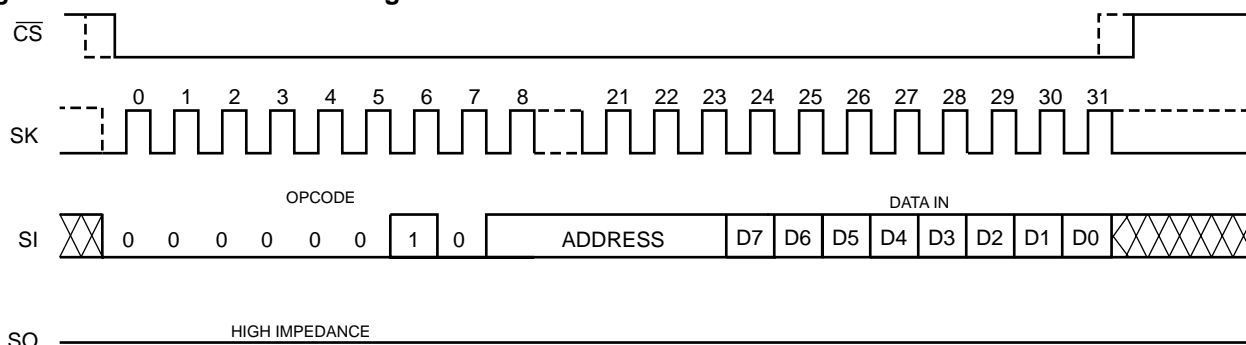 CS
0 1 2 3 4 5 6 7 8 21 22 23 24 25 26 27 28 29 30 31
SK
OPCODE
DATA IN
SI 0 0 0 0 0 0 1 0 ADDRESS D7 D6 D5 D4 D3 D2 D1 D0
HIGH IMPEDANCE
SO